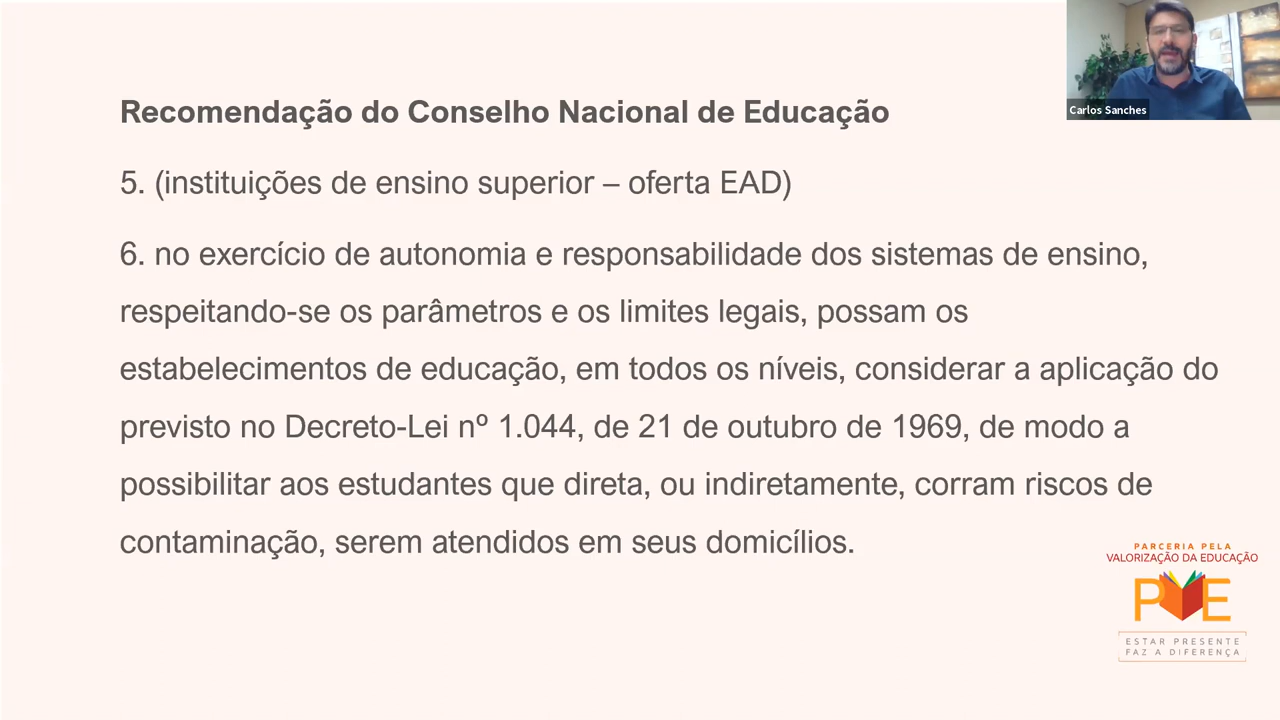 Carlos Sanches
Recomendação do Conselho Nacional de Educação
5. (instituições de ensino superior – oferta EAD)
6. no exercício de autonomia e responsabilidade dos sistemas de ensino,
respeitando-se os parâmetros e os limites legais, possam os
estabelecimentos de educação, em todos os níveis, considerar a aplicação do
previsto no Decreto-Lei nº 1.044, de 21 de outubro de 1969, de modo a
possibilitar aos estudantes que direta, ou indiretamente, corram riscos de
contaminação, serem atendidos em seus domicílios.
PARCERIA PELA
VALORIZAÇÃO DA EDUCAÇÃO
PVE
ESTAR PRESENTE
FAZ A DIFERENÇA